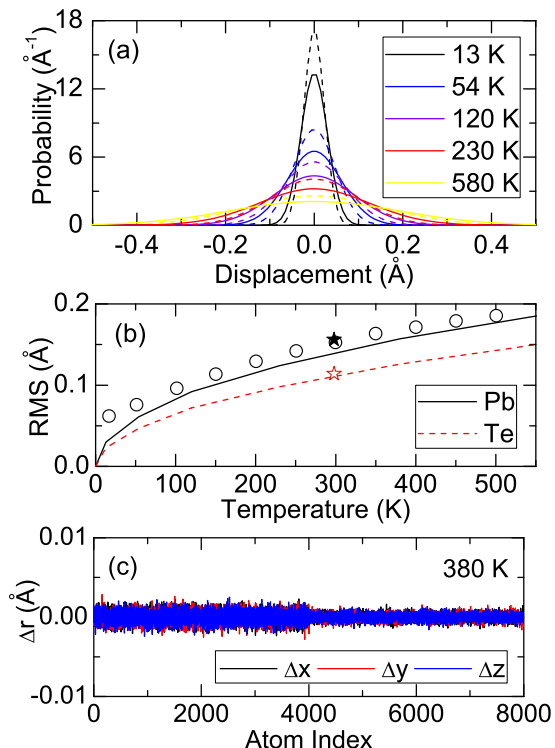 18
(a)
13 K
12
54 K
120 K
6
230 K
580 K
0
Probability (Å⁻¹)
-0.4 -0.2 0.0 0.2 0.4
Displacement (Å)
0.2
(b)
0.1
RMS (Å)
Pb
Te
0.0
0 100 200 300 400 500
Temperature (K)
0.01
(c) 380 K
0.00
Δr (Å)
Δx Δy Δz
-0.01
0 2000 4000 6000 8000
Atom Index